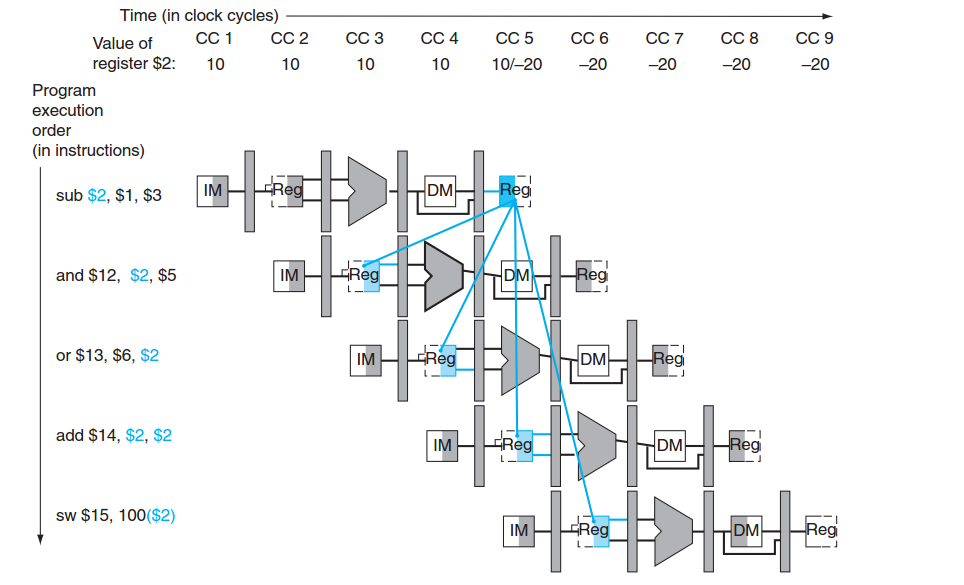 Time (in clock cycles)
Value of register $2:
CC 1 CC 2 CC 3 CC 4 CC 5 CC 6 CC 7 CC 8 CC 9
10 10 10 10 10/–20 –20 –20 –20 –20
Program
execution
order
(in instructions)
sub $2, $1, $3
IM Reg DM Reg
and $12, $2, $5
IM Reg DM Reg
or $13, $6, $2
IM Reg DM Reg
add $14, $2, $2
IM Reg DM Reg
sw $15, 100($2)
IM Reg DM Reg